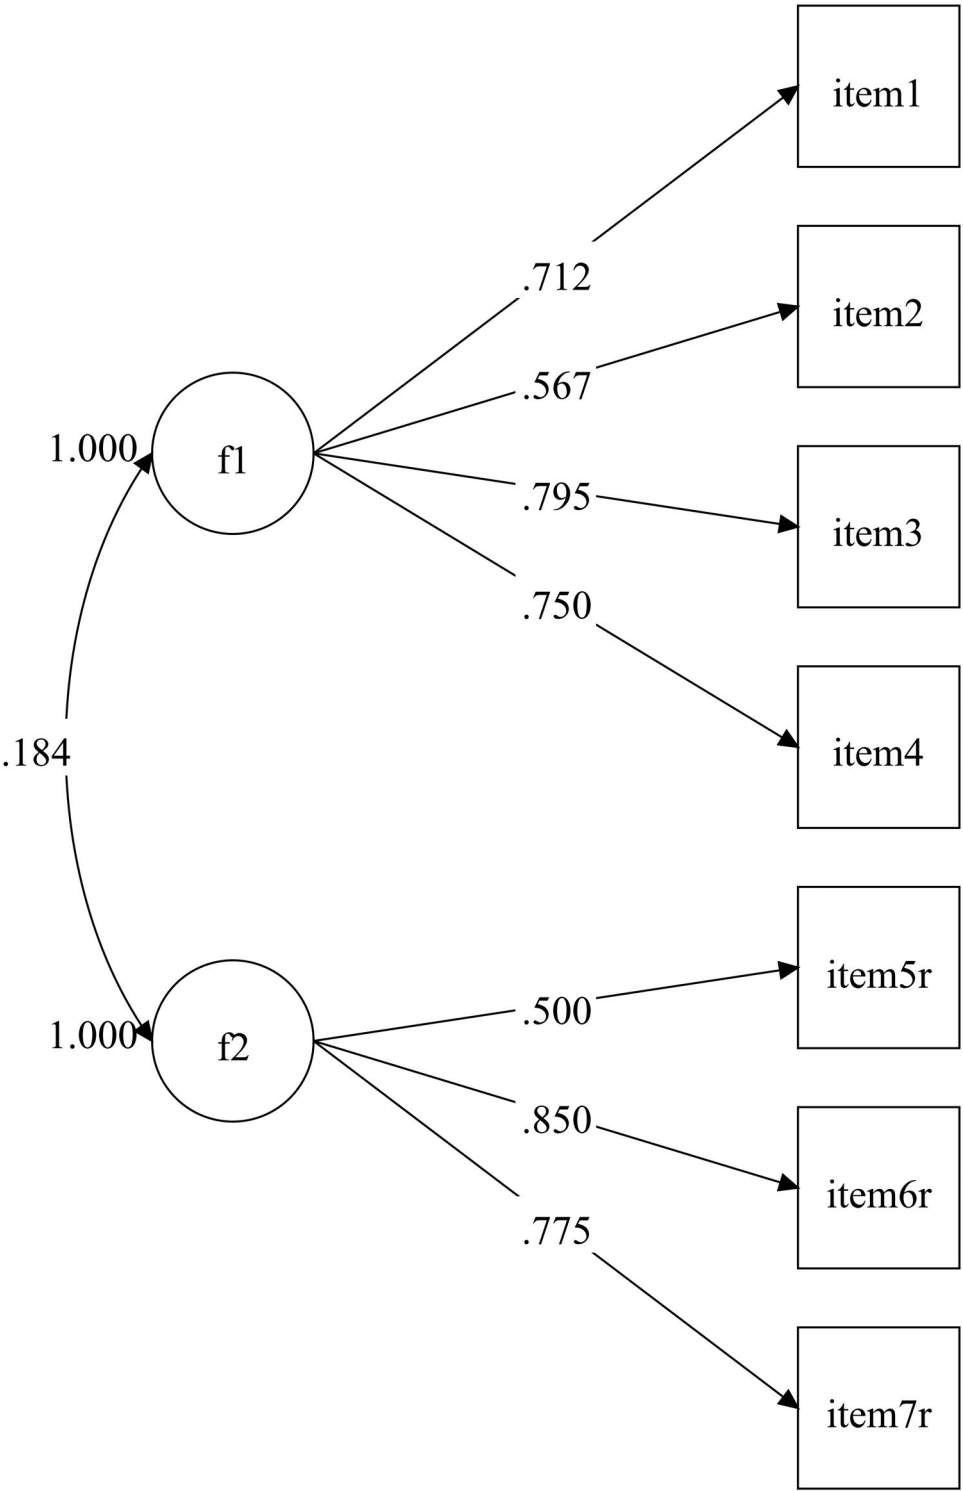 item1
.712
item2
.567
1.000
f1
.795
item3
.750
item4
.184
item5r
.500
1.000
f2
.850
item6r
.775
item7r